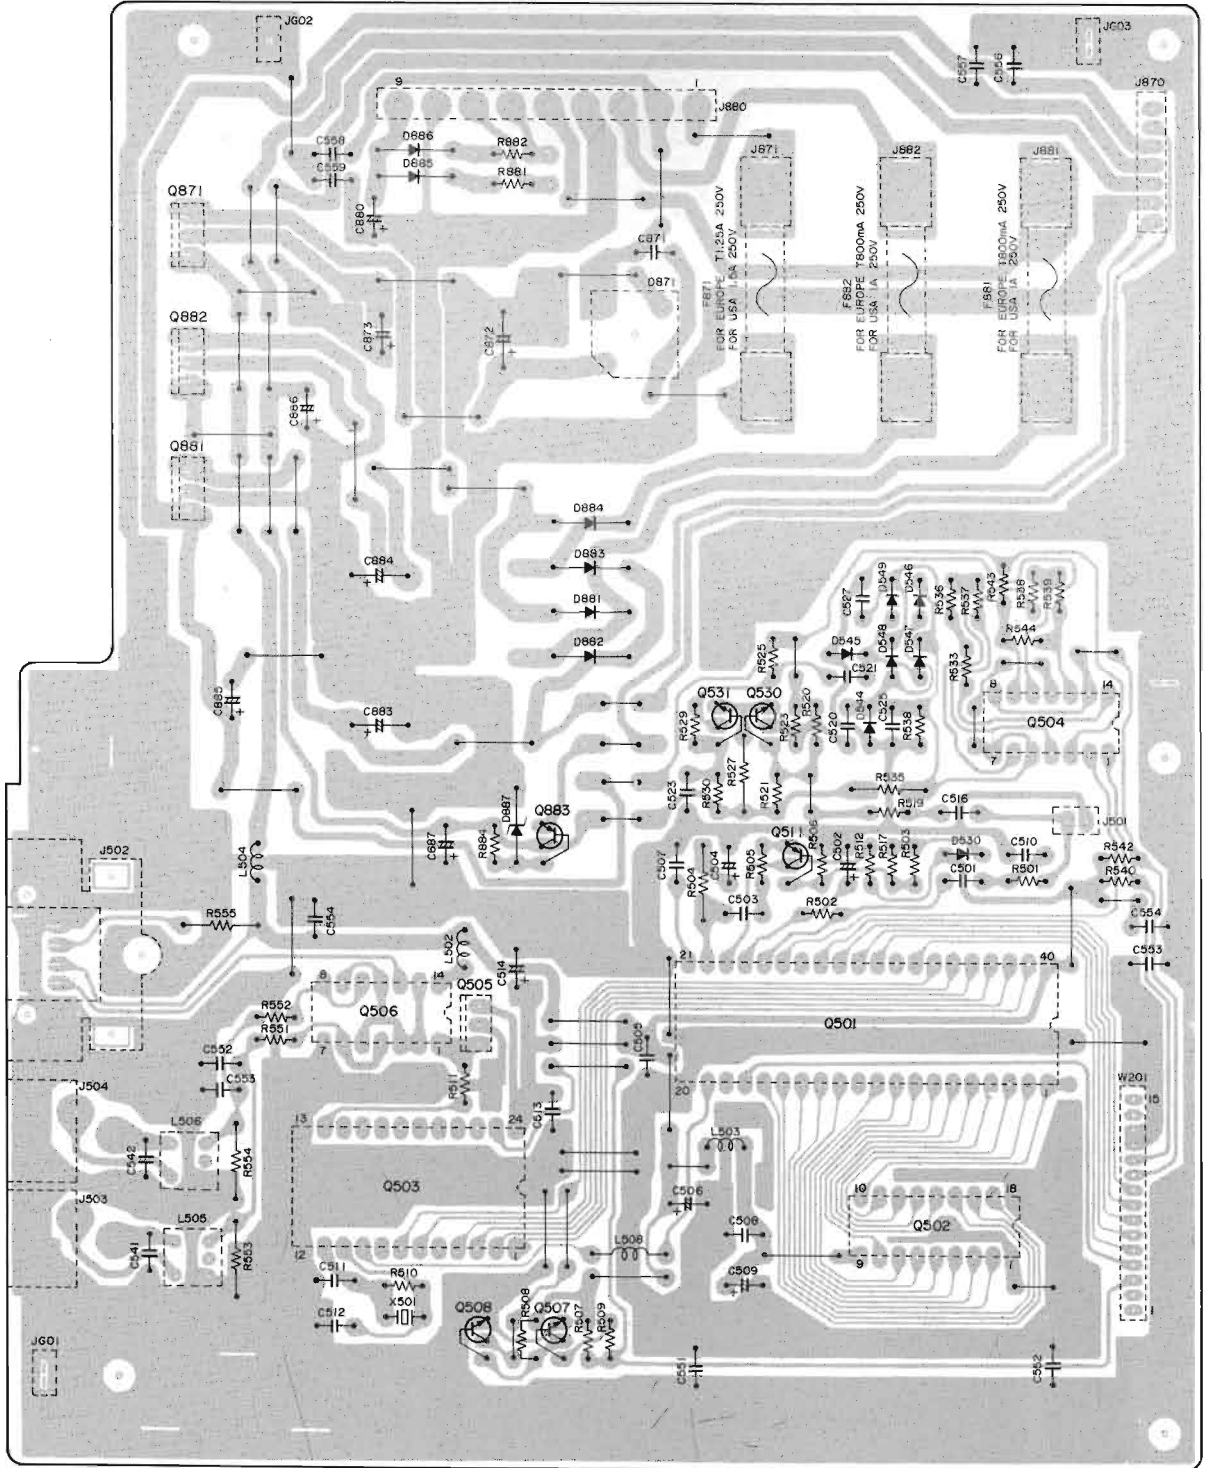 JG02
JG03
C557
C556
J870
9
1
J880
C558
D886
R882
C559
D885
R881
J871
J882
J881
Q871
C880
C871
F871
FOR EUROPE T1.25A 250V
FOR USA 1.5A 250V
F882
FOR EUROPE T800mA 250V
FOR USA 1A 250V
F881
FOR EUROPE T800mA 250V
FOR USA 1A 250V
D871
Q882
C873
C872
C886
Q881
D884
D883
C884
D881
D882
C527
D549
D546
R536
R537
R543
R538
R539
R525
D545
D548
D547
R544
C521
R533
8
14
C885
C883
Q531
Q530
R529
R523
R520
C520
D544
C525
R538
Q504
7
1
C523
R530
R527
R521
R535
R519
C516
J501
D887
Q883
C887
R884
L504
J502
C507
R504
C504
R505
Q511
R506
C502
R512
R517
R503
D530
C510
C501
R501
R542
R540
C503
R502
R555
C554
L502
C514
C554
C553
21
40
8
14
Q505
R552
R551
Q506
7
1
Q501
C505
20
1
C552
C553
R511
J504
L506
13
24
C513
W201
15
C542
R554
Q503
L503
J503
L505
C506
10
18
Q502
C541
R553
12
1
C508
L508
9
1
C509
C511
R510
C512
X501
Q508
R508
Q507
R507
R509
1
JG01
C551
C552